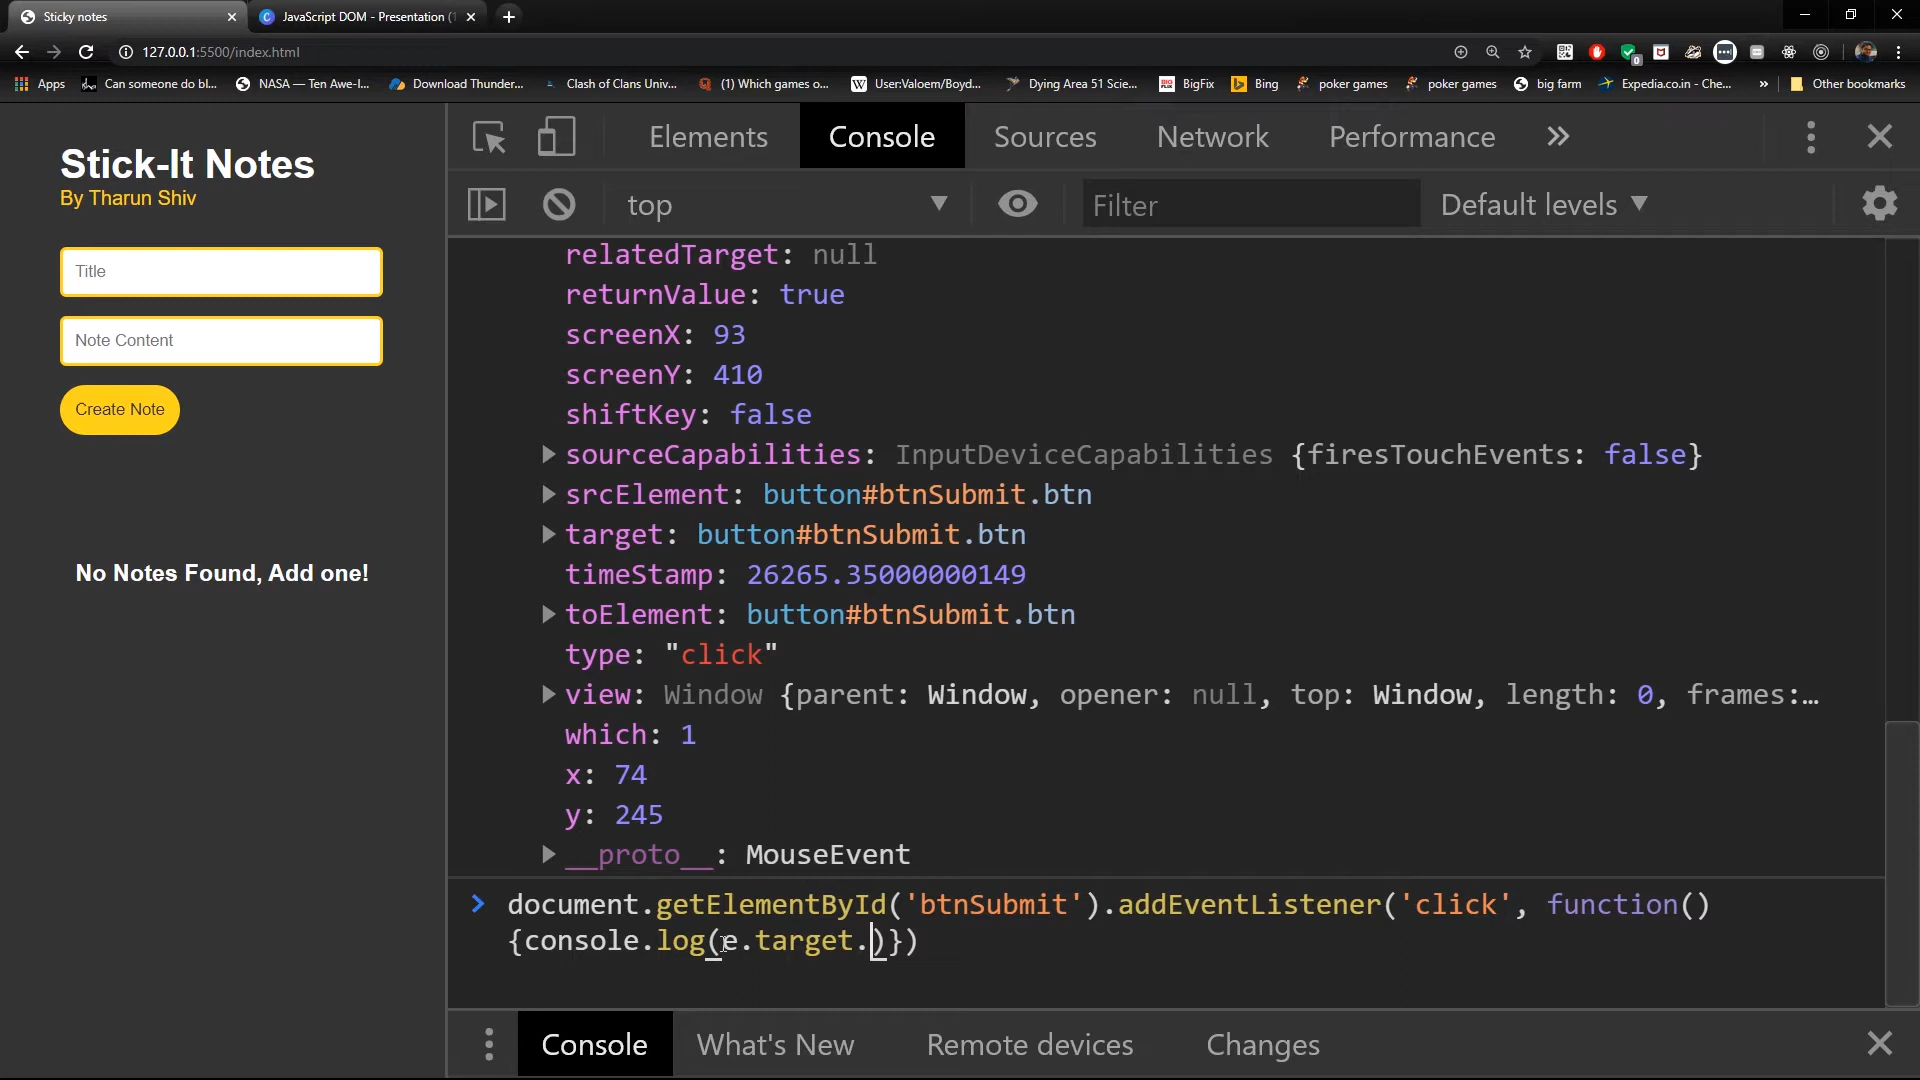 Sticky notes
JavaScript DOM - Presentation (1
127.0.0.1:5500/index.html
Apps
Can someone do bl...
NASA — Ten Awe-I...
Download Thunder...
Clash of Clans Univ...
(1) Which games o...
User:Valoem/Boyd...
Dying Area 51 Scie...
BigFix
Bing
poker games
poker games
big farm
Expedia.co.in - Che...
»
Other bookmarks
Stick-It Notes
By Tharun Shiv
Title
Note Content
Create Note
No Notes Found, Add one!
Elements
Console
Sources
Network
Performance
»
top
Filter
Default levels
relatedTarget: null
returnValue: true
screenX: 93
screenY: 410
shiftKey: false
sourceCapabilities: InputDeviceCapabilities {firesTouchEvents: false}
srcElement: button#btnSubmit.btn
target: button#btnSubmit.btn
timeStamp: 26265.35000000149
toElement: button#btnSubmit.btn
type: "click"
view: Window {parent: Window, opener: null, top: Window, length: 0, frames:…
which: 1
x: 74
y: 245
__proto__: MouseEvent
document.getElementById('btnSubmit').addEventListener('click', function()
{console.log(e.target.)})
Console
What's New
Remote devices
Changes